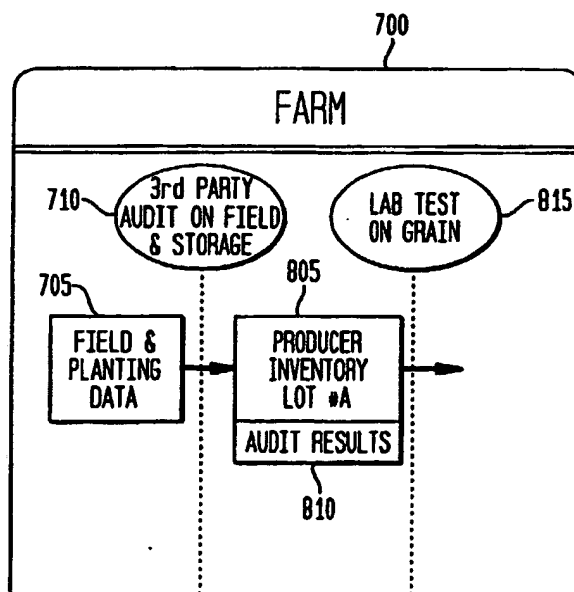 700
FARM
710
3rd PARTY
AUDIT ON FIELD
& STORAGE
LAB TEST
ON GRAIN
815
705
805
FIELD &
PLANTING
DATA
PRODUCER
INVENTORY
LOT #A
AUDIT RESULTS
810